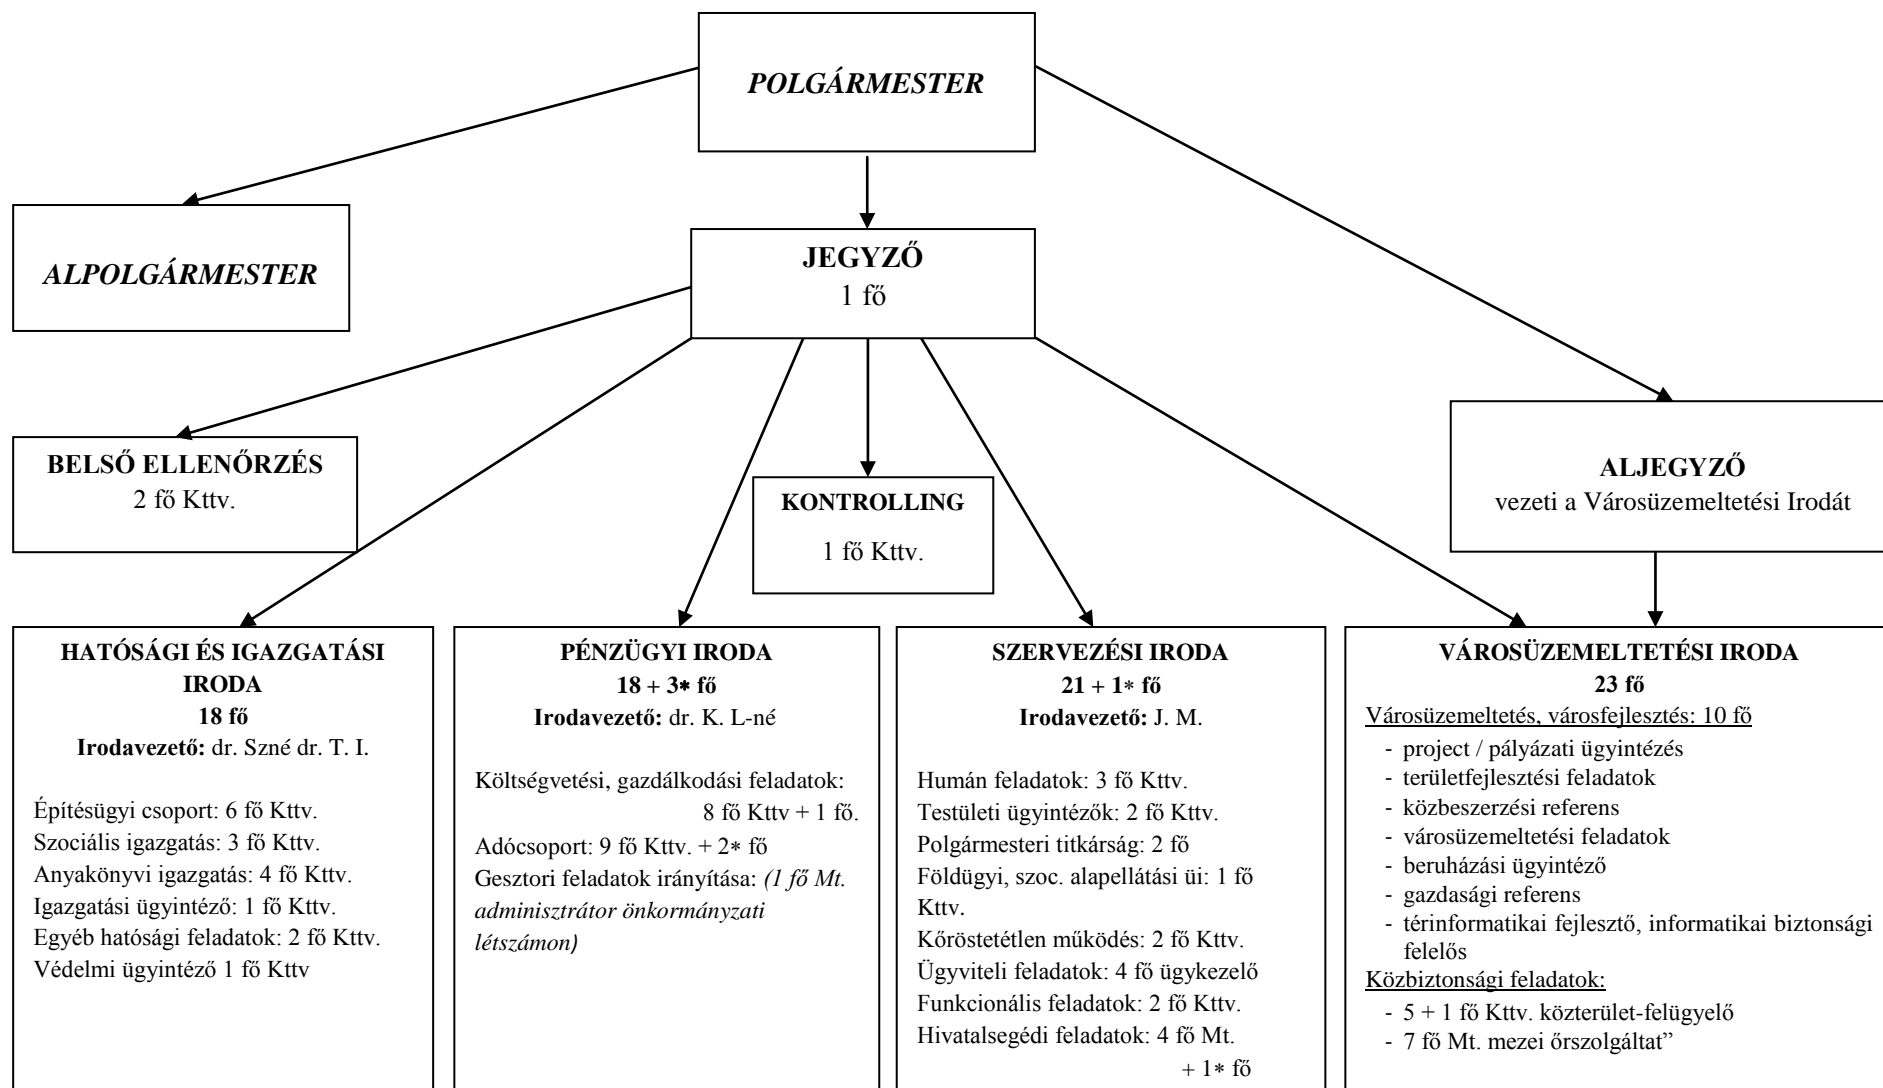 POLGÁRMESTER
ALPOLGÁRMESTER
JEGYZŐ
1 fő
BELSŐ ELLENŐRZÉS
2 fő Kttv.
KONTROLLING
1 fő Kttv.
ALJEGYZŐ
vezeti a Városüzemeltetési Irodát
HATÓSÁGI ÉS IGAZGATÁSI
IRODA
18 fő
Irodavezető: dr. Szné dr. T. I.
Építésügyi csoport: 6 fő Kttv.
Szociális igazgatás: 3 fő Kttv.
Anyakönyvi igazgatás: 4 fő Kttv.
Igazgatási ügyintéző: 1 fő Kttv.
Egyéb hatósági feladatok: 2 fő Kttv.
Védelmi ügyintéző 1 fő Kttv
PÉNZÜGYI IRODA
18 + 3* fő
Irodavezető: dr. K. L-né
Költségvetési, gazdálkodási feladatok:
8 fő Kttv + 1 fő.
Adócsoport: 9 fő Kttv. + 2* fő
Gesztori feladatok irányítása: (1 fő Mt.
adminisztrátor önkormányzati
létszámon)
SZERVEZÉSI IRODA
21 + 1* fő
Irodavezető: J. M.
Humán feladatok: 3 fő Kttv.
Testületi ügyintézők: 2 fő Kttv.
Polgármesteri titkárság: 2 fő
Földügyi, szoc. alapellátási üi: 1 fő
Kttv.
Kőröstetétlen működés: 2 fő Kttv.
Ügyviteli feladatok: 4 fő ügykezelő
Funkcionális feladatok: 2 fő Kttv.
Hivatalsegédi feladatok: 4 fő Mt.
+ 1* fő
VÁROSÜZEMELTETÉSI IRODA
23 fő
Városüzemeltetés, városfejlesztés: 10 fő
- project / pályázati ügyintézés
- területfejlesztési feladatok
- közbeszerzési referens
- városüzemeltetési feladatok
- beruházási ügyintéző
- gazdasági referens
- térinformatikai fejlesztő, informatikai biztonsági
felelős
Közbiztonsági feladatok:
- 5 + 1 fő Kttv. közterület-felügyelő
- 7 fő Mt. mezei őrszolgáltat”